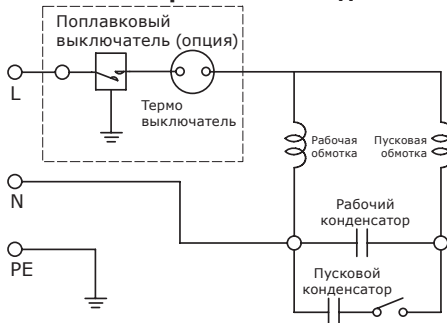 Поплавковый
выключатель (опция)
L
Термо
выключатель
Рабочая
обмотка
Пусковая
обмотка
N
Рабочий
конденсатор
PE
Пусковой
конденсатор